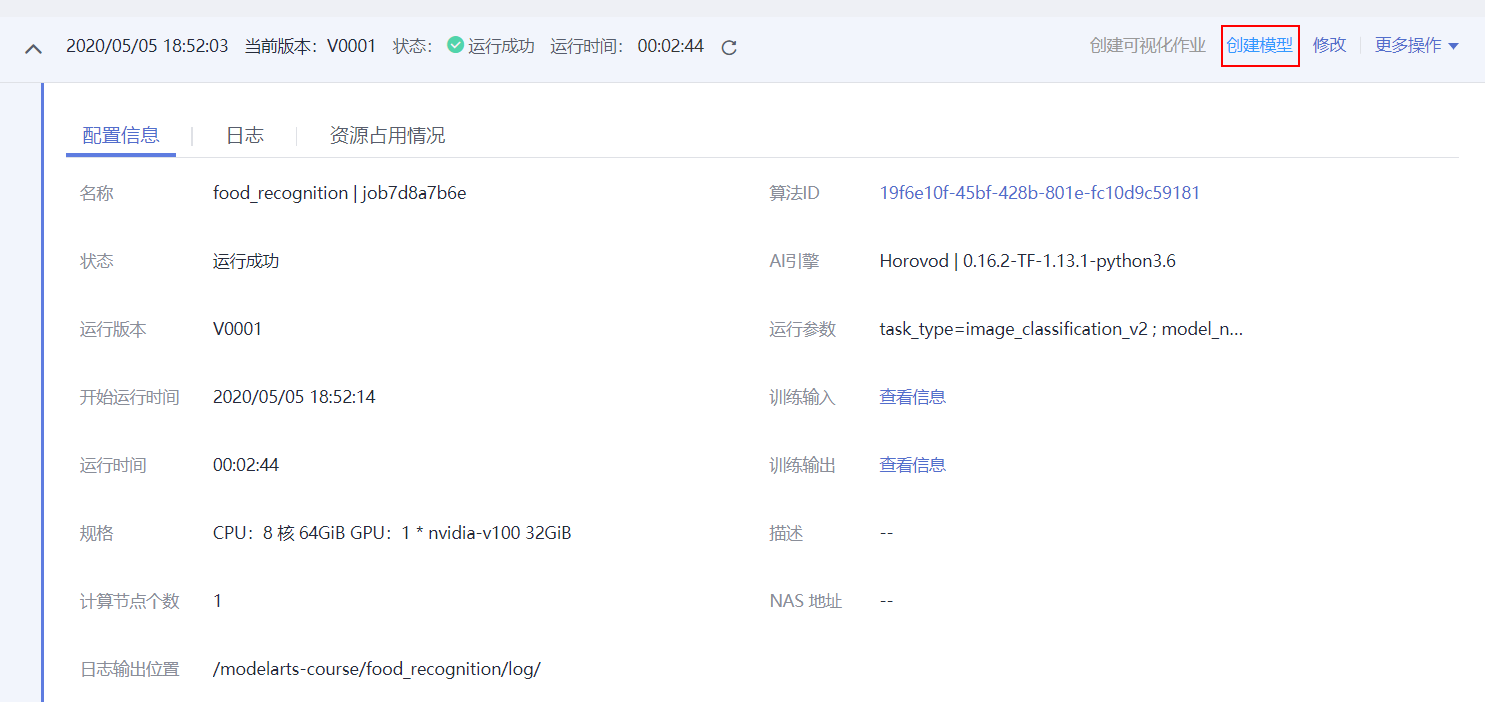 2020/05/05 18:52:03 当前版本：V0001 状态： 运行成功 运行时间： 00:02:44 创建可视化作业 创建模型 修改 更多操作
配置信息 日志 资源占用情况
名称 food_recognition | job7d8a7b6e 算法ID 19f6e10f-45bf-428b-801e-fc10d9c59181
状态 运行成功 AI引擎 Horovod | 0.16.2-TF-1.13.1-python3.6
运行版本 V0001 运行参数 task_type=image_classification_v2 ; model_n...
开始运行时间 2020/05/05 18:52:14 训练输入 查看信息
运行时间 00:02:44 训练输出 查看信息
规格 CPU：8 核 64GiB GPU：1 * nvidia-v100 32GiB 描述 --
计算节点个数 1 NAS 地址 --
日志输出位置 /modelarts-course/food_recognition/log/